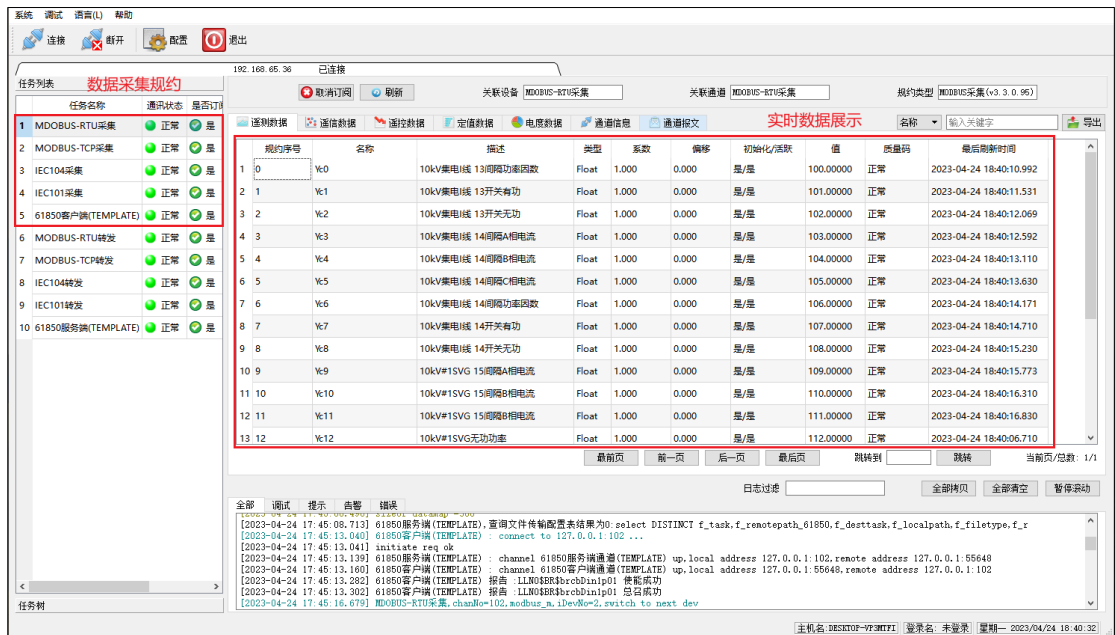 系统 调试 语言(L) 帮助
连接 断开 配置 退出
192.168.65.36 已连接
任务列表 数据采集规约
取消订阅 刷新 关联设备 MDOBUS-RTU采集 关联通道 MDOBUS-RTU采集 规约类型 MODBUS采集(v3.3.0.95)
任务名称 通讯状态 是否订阅
1 MDOBUS-RTU采集 正常 是
2 MODBUS-TCP采集 正常 是
3 IEC104采集 正常 是
4 IEC101采集 正常 是
5 61850客户端(TEMPLATE) 正常 是
6 MODBUS-RTU转发 正常 是
7 MODBUS-TCP转发 正常 是
8 IEC104转发 正常 是
9 IEC101转发 正常 是
10 61850服务端(TEMPLATE) 正常 是
遥测数据 遥信数据 遥控数据 定值数据 电度数据 通道信息 通道报文 实时数据展示 名称 输入关键字 导出
规约序号 名称 描述 类型 系数 偏移 初始化/活跃 值 质量码 最后刷新时间
1 0 Yc0 10kV集电I线 13间隔功率因数 Float 1.000 0.000 是/是 100.00000 正常 2023-04-24 18:40:10.992
2 1 Yc1 10kV集电I线 13开关有功 Float 1.000 0.000 是/是 101.00000 正常 2023-04-24 18:40:11.531
3 2 Yc2 10kV集电I线 13开关无功 Float 1.000 0.000 是/是 102.00000 正常 2023-04-24 18:40:12.069
4 3 Yc3 10kV集电I线 14间隔A相电流 Float 1.000 0.000 是/是 103.00000 正常 2023-04-24 18:40:12.592
5 4 Yc4 10kV集电I线 14间隔B相电流 Float 1.000 0.000 是/是 104.00000 正常 2023-04-24 18:40:13.110
6 5 Yc5 10kV集电I线 14间隔C相电流 Float 1.000 0.000 是/是 105.00000 正常 2023-04-24 18:40:13.630
7 6 Yc6 10kV集电I线 14间隔功率因数 Float 1.000 0.000 是/是 106.00000 正常 2023-04-24 18:40:14.171
8 7 Yc7 10kV集电I线 14开关有功 Float 1.000 0.000 是/是 107.00000 正常 2023-04-24 18:40:14.710
9 8 Yc8 10kV集电I线 14开关无功 Float 1.000 0.000 是/是 108.00000 正常 2023-04-24 18:40:15.230
10 9 Yc9 10kV#1SVG 15间隔A相电流 Float 1.000 0.000 是/是 109.00000 正常 2023-04-24 18:40:15.773
11 10 Yc10 10kV#1SVG 15间隔B相电流 Float 1.000 0.000 是/是 110.00000 正常 2023-04-24 18:40:16.310
12 11 Yc11 10kV#1SVG 15间隔B相电流 Float 1.000 0.000 是/是 111.00000 正常 2023-04-24 18:40:16.830
13 12 Yc12 10kV#1SVG无功功率 Float 1.000 0.000 是/是 112.00000 正常 2023-04-24 18:40:06.710
最前页 前一页 后一页 最后页 跳转到 跳转 当前页/总数: 1/1
日志过滤 全部拷贝 全部清空 暂停滚动
全部 调试 提示 告警 错误
[2023-04-24 17:45:08.713] 61850服务端(TEMPLATE),查询文件传输配置表结果为0:select DISTINCT f_task,f_remotepath_61850,f_desttask,f_localpath,f_filetype,f_r
[2023-04-24 17:45:13.040] 61850客户端(TEMPLATE) : connect to 127.0.0.1:102 ...
[2023-04-24 17:45:13.041] initiate req ok
[2023-04-24 17:45:13.139] 61850服务端(TEMPLATE) : channel 61850服务端通道(TEMPLATE) up,local address 127.0.0.1:102,remote address 127.0.0.1:55648
[2023-04-24 17:45:13.160] 61850客户端(TEMPLATE) : channel 61850客户端通道(TEMPLATE) up,local address 127.0.0.1:55648,remote address 127.0.0.1:102
[2023-04-24 17:45:13.282] 61850客户端(TEMPLATE) 报告 :LLN0$BR$brcbDin1p01 使能成功
[2023-04-24 17:45:13.302] 61850客户端(TEMPLATE) 报告 :LLN0$BR$brcbDin1p01 总召成功
[2023-04-24 17:45:16.679] MDOBUS-RTU采集,chanNo=102,modbus_m,iDevNo=2,switch to next dev
任务树
主机名:DESKTOP-VP3MTFI 登录名: 未登录 星期一 2023/04/24 18:40:32